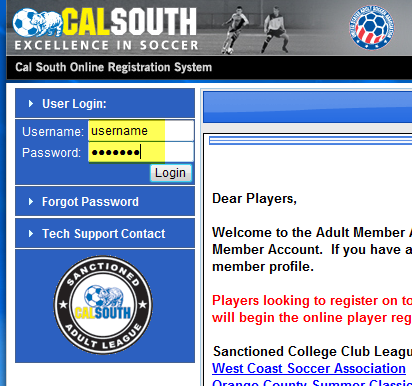 CALSOUTH
EXCELLENCE IN SOCCER
Cal South Online Registration System
User Login:
Username: username
Password: •••••••
Login
Forgot Password
Tech Support Contact
SANCTIONED
CALSOUTH
ADULT LEAGUE
Dear Players,
Welcome to the Adult Member A
Member Account. If you have a
member profile.
Players looking to register on to
will begin the online player reg
Sanctioned College Club Leagu
West Coast Soccer Association
Orange County Summer Classic